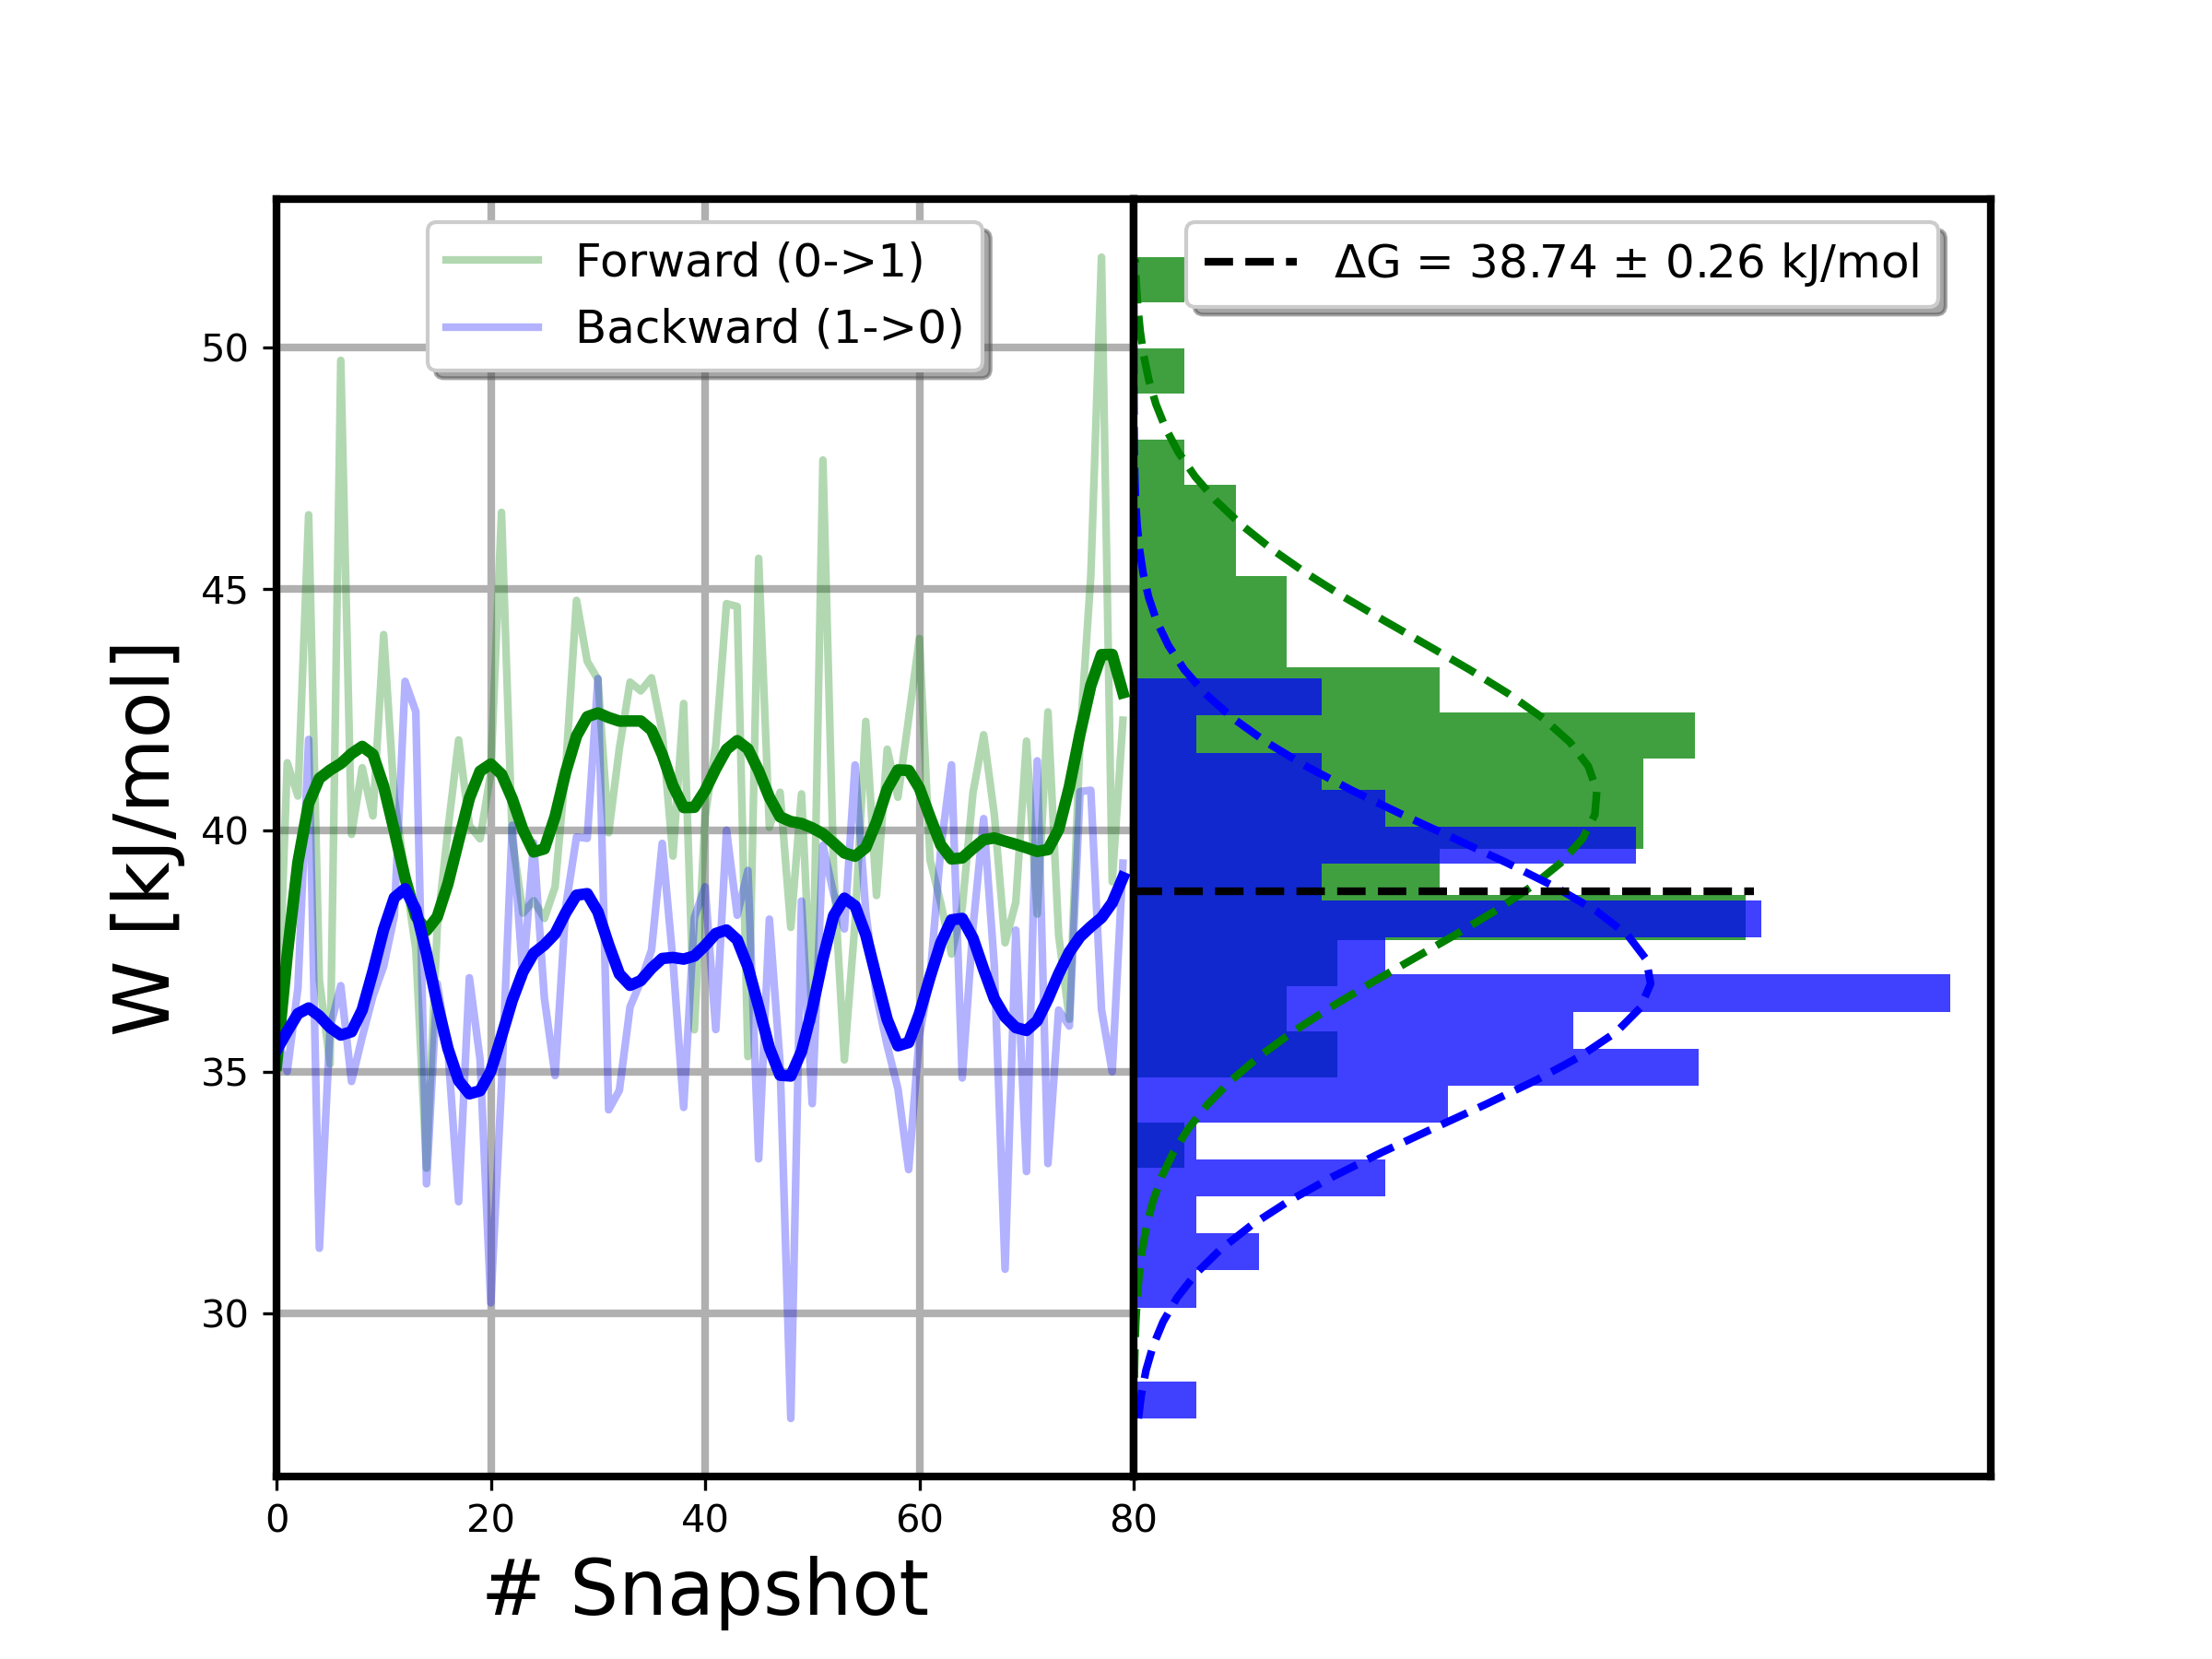 Forward (0->1)
Backward (1->0)
ΔG = 38.74 ± 0.26 kJ/mol
W [kJ/mol]
50
45
40
35
30
0 20 40 60 80
# Snapshot